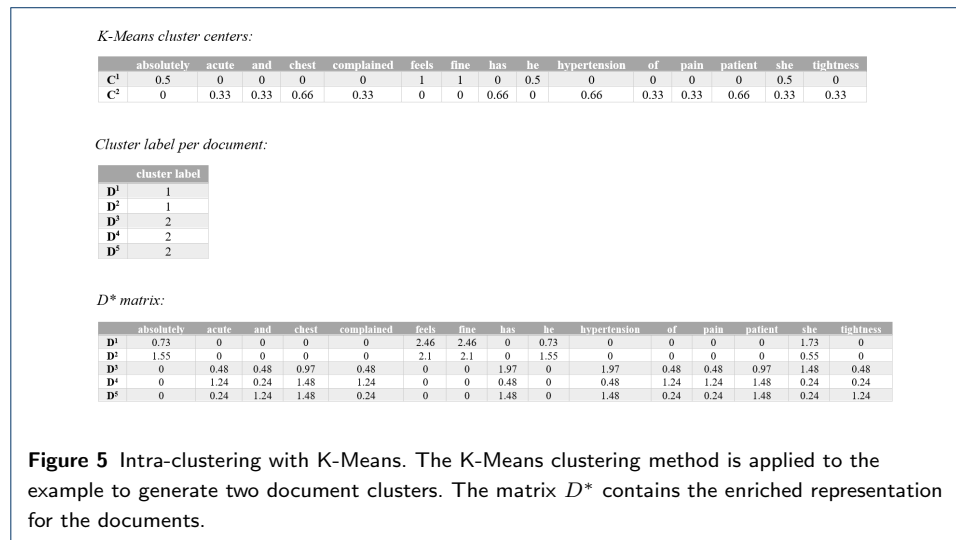 K-Means cluster centers:
absolutely acute and chest complained feels fine has he hypertension of pain patient she tightness
C¹ 0.5 0 0 0 0 1 1 0 0.5 0 0 0 0 0.5 0
C² 0 0.33 0.33 0.66 0.33 0 0 0.66 0 0.66 0.33 0.33 0.66 0.33 0.33
Cluster label per document:
cluster label
D¹ 1
D² 1
D³ 2
D⁴ 2
D⁵ 2
D* matrix:
absolutely acute and chest complained feels fine has he hypertension of pain patient she tightness
D¹ 0.73 0 0 0 0 2.46 2.46 0 0.73 0 0 0 0 1.73 0
D² 1.55 0 0 0 0 2.1 2.1 0 1.55 0 0 0 0 0.55 0
D³ 0 0.48 0.48 0.97 0.48 0 0 1.97 0 1.97 0.48 0.48 0.97 1.48 0.48
D⁴ 0 1.24 0.24 1.48 1.24 0 0 0.48 0 0.48 1.24 1.24 1.48 0.24 0.24
D⁵ 0 0.24 1.24 1.48 0.24 0 0 1.48 0 1.48 0.24 0.24 1.48 0.24 1.24
Figure 5 Intra-clustering with K-Means. The K-Means clustering method is applied to the
example to generate two document clusters. The matrix D* contains the enriched representation
for the documents.